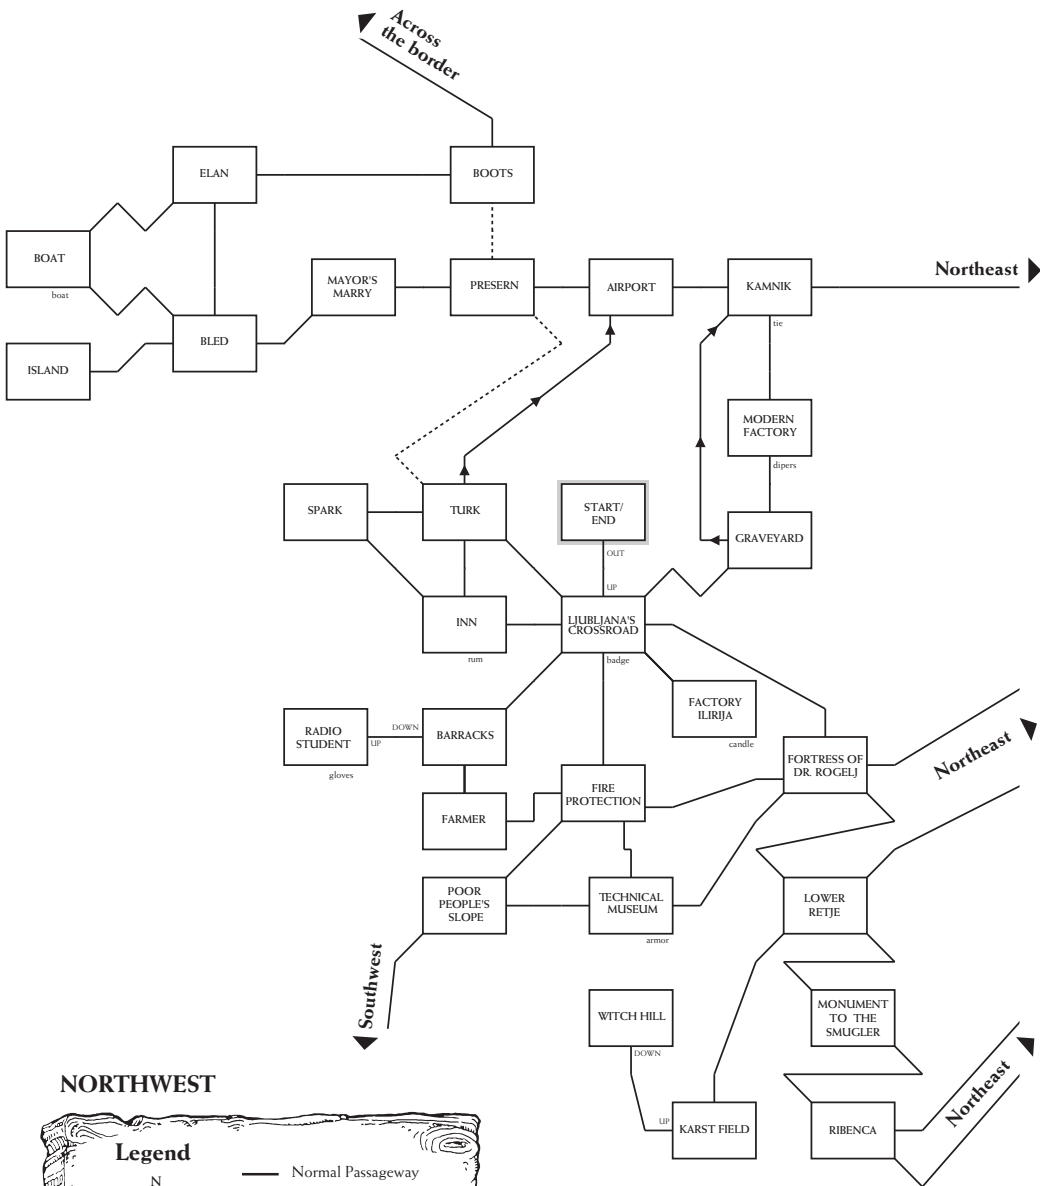 Across
the border
ELAN
BOOTS
BOAT
boat
MAYOR'S
MARRY
PRESERN
AIRPORT
KAMNIK
tie
Northeast
ISLAND
BLED
MODERN
FACTORY
dipers
SPARK
TURK
START/
END
OUT
GRAVEYARD
UP
INN
rum
LJUBLJANA'S
CROSSROAD
badge
FACTORY
ILIRIJA
candle
RADIO
STUDENT
gloves
UP
DOWN
BARRACKS
FORTRESS OF
DR. ROGELJ
Northeast
FIRE
PROTECTION
FARMER
POOR
PEOPLE'S
SLOPE
TECHNICAL
MUSEUM
armor
LOWER
RETJE
Southwest
WITCH HILL
DOWN
MONUMENT
TO THE
SMUGLER
UP
KARST FIELD
RIBENCA
Northeast
NORTHWEST
Legend
N
Normal Passageway